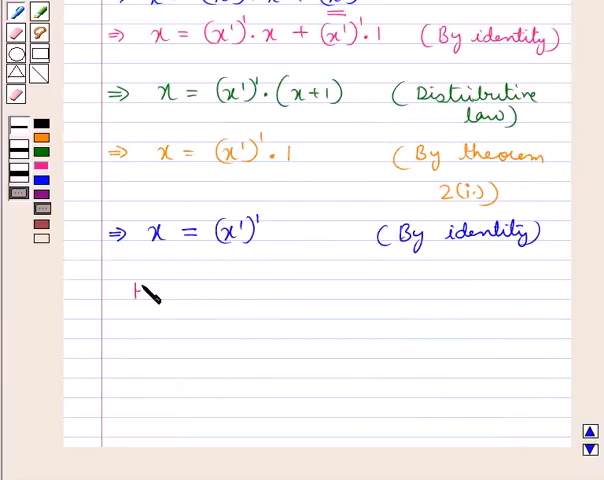 ⇒ x = (x')'. x + (x')'. 1 (By identity)
⇒ x = (x')'. (x+1) (Distributive law)
⇒ x = (x')'. 1 (By theorem 2(i))
⇒ x = (x')' (By identity)